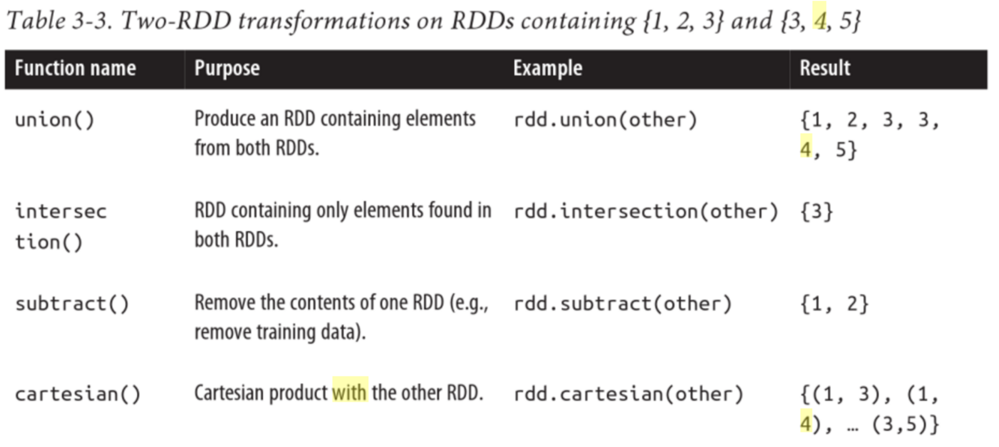 Table 3-3. Two-RDD transformations on RDDs containing {1, 2, 3} and {3, 4, 5}
Function name Purpose Example Result
union() Produce an RDD containing elements rdd.union(other) {1, 2, 3, 3,
from both RDDs. 4, 5}
intersec RDD containing only elements found in rdd.intersection(other) {3}
tion() both RDDs.
subtract() Remove the contents of one RDD (e.g., rdd.subtract(other) {1, 2}
remove training data).
cartesian() Cartesian product with the other RDD. rdd.cartesian(other) {(1, 3), (1,
4), … (3,5)}